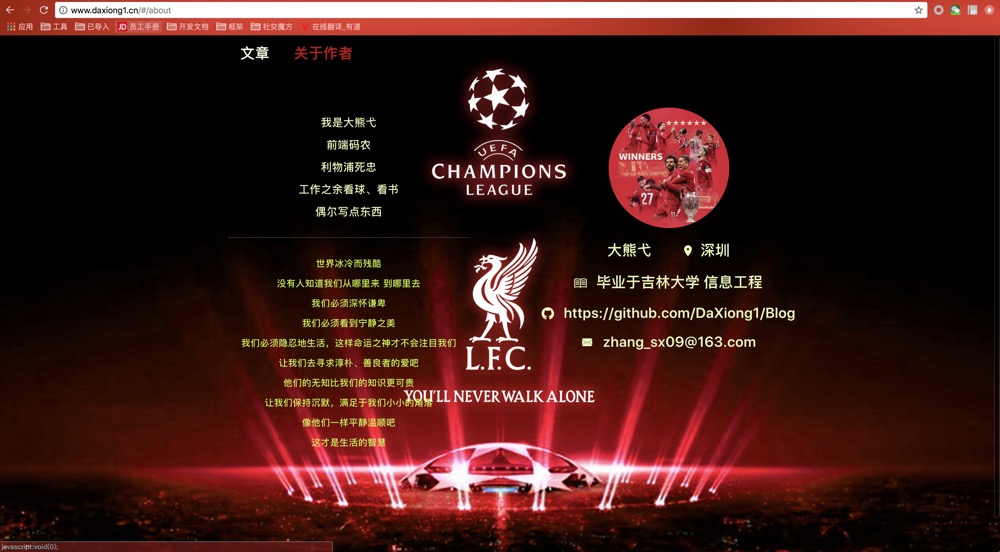 www.daxiong1.cn/#/about
应用 工具 已导入 JD 员工手册 开发文档 框架 社交魔方 在线翻译_有道
文章 关于作者
我是大熊弋
前端码农
利物浦死忠
工作之余看球、看书
偶尔写点东西
世界冰冷而残酷
没有人知道我们从哪里来 到哪里去
我们必须深怀谦卑
我们必须看到宁静之美
我们必须隐忍地生活，这样命运之神才不会注目我们
让我们去寻求淳朴、善良者的爱吧
他们的无知比我们的知识更可贵
让我们保持沉默，满足于我们小小的角落
像他们一样平静温顺吧
这才是生活的智慧
UEFA
CHAMPIONS
LEAGUE
L.F.C.
YOU'LL NEVER WALK ALONE
WINNERS
27
大熊弋 深圳
毕业于吉林大学 信息工程
https://github.com/DaXiong1/Blog
zhang_sx09@163.com
javascript:void(0);